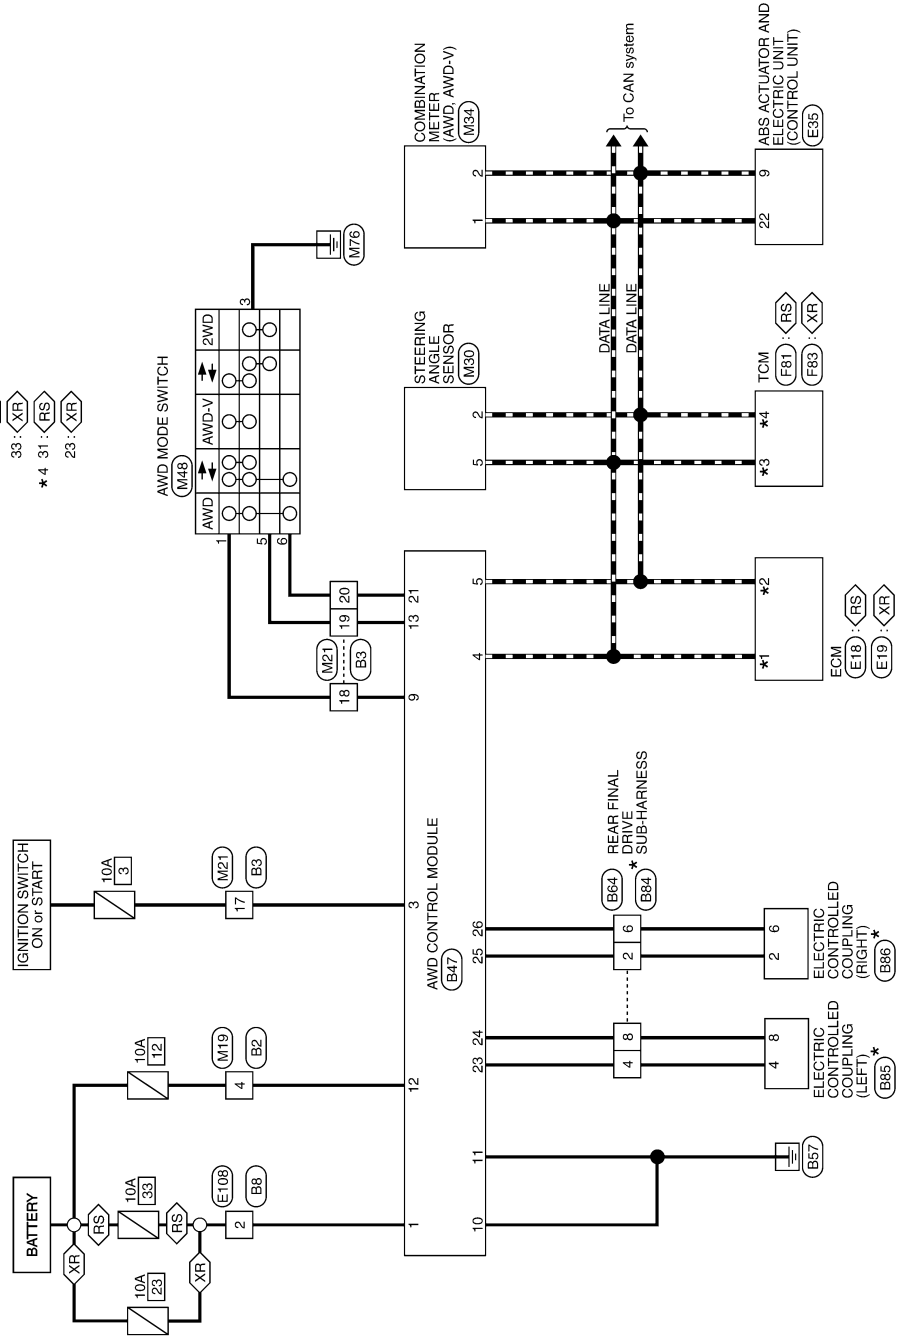 BATTERY
10A
23
XR
XR
RS
RS
10A
33
10A
12
IGNITION SWITCH
ON or START
10A
3
2
E108
B8
4
M19
B2
17
M21
B3
1
12
3
9
13
21
AWD CONTROL MODULE
B47
10
11
23
24
25
26
4
5
18
19
20
M21
B3
AWD MODE SWITCH
M48
AWD
AWD-V
2WD
1
5
6
3
M76
33 : XR
*4 31 : RS
23 : XR
B57
4
8
2
6
B64
B84
*
REAR FINAL
DRIVE
SUB-HARNESS
4
8
ELECTRIC
CONTROLLED
COUPLING
(LEFT)
B85
*
2
6
ELECTRIC
CONTROLLED
COUPLING
(RIGHT)
B86
*
STEERING
ANGLE
SENSOR
M30
5
2
COMBINATION
METER
(AWD, AWD-V)
M34
1
2
DATA LINE
DATA LINE
To CAN system
*1
*2
ECM
E18 : RS
E19 : XR
*3
*4
TCM
F81 : RS
F83 : XR
22
9
ABS ACTUATOR AND
ELECTRIC UNIT
(CONTROL UNIT)
E35